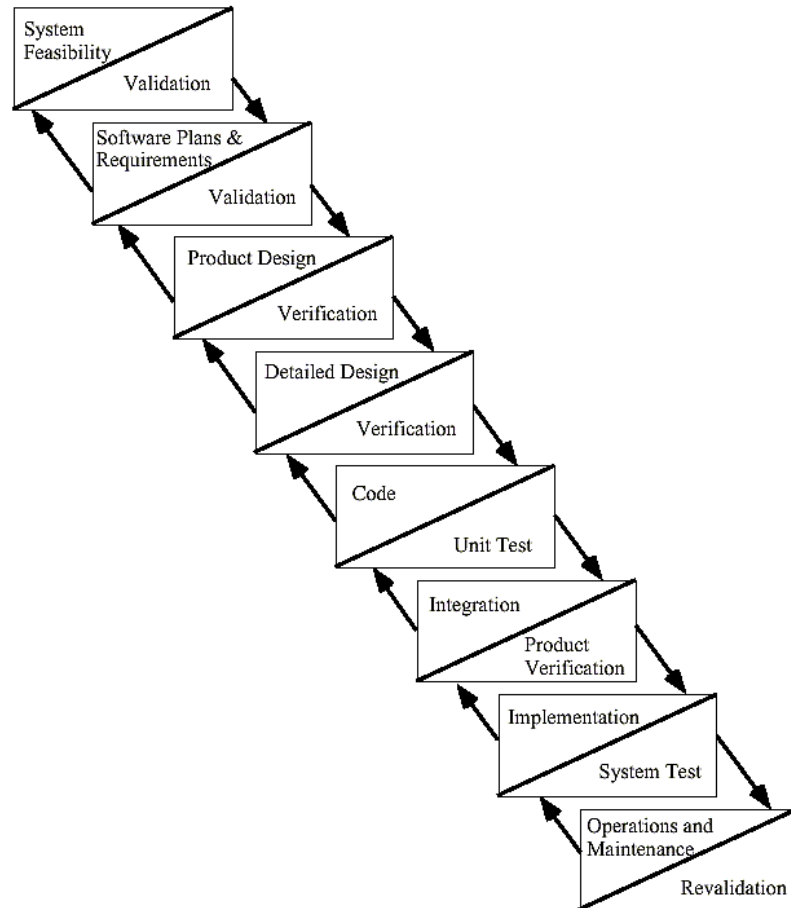 System
Feasibility
Validation
Software Plans &
Requirements
Validation
Product Design
Verification
Detailed Design
Verification
Code
Unit Test
Integration
Product
Verification
Implementation
System Test
Operations and
Maintenance
Revalidation